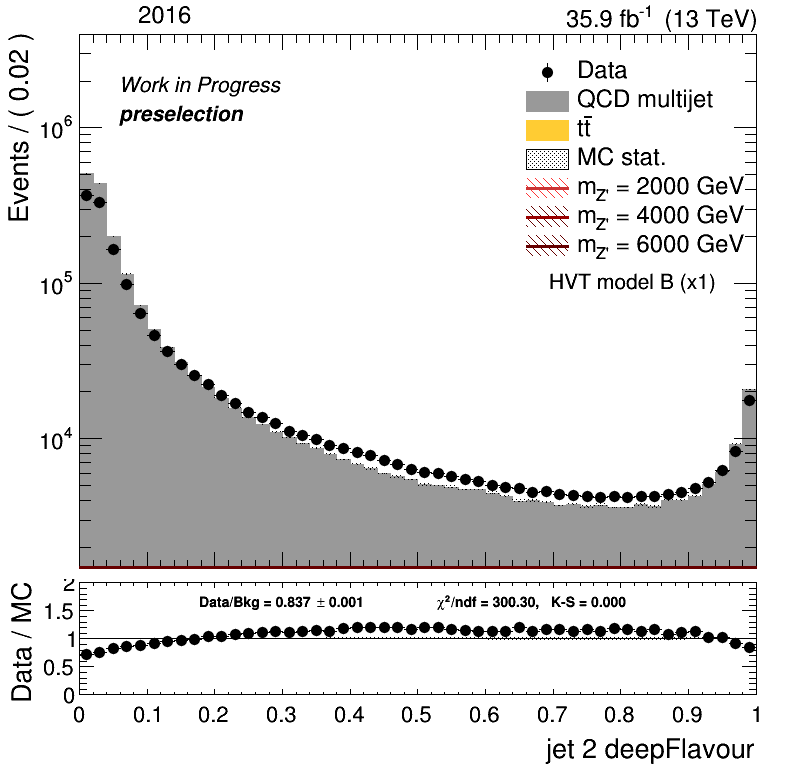 2016
35.9 fb⁻¹ (13 TeV)
Events / ( 0.02 )
10⁶
10⁵
10⁴
Work in Progress
preselection
Data
QCD multijet
tt̅
MC stat.
m_Z' = 2000 GeV
m_Z' = 4000 GeV
m_Z' = 6000 GeV
HVT model B (x1)
Data / MC
2
1.5
1
0.5
0
Data/Bkg = 0.837 ± 0.001
χ²/ndf = 300.30, K-S = 0.000
0 0.1 0.2 0.3 0.4 0.5 0.6 0.7 0.8 0.9 1
jet 2 deepFlavour